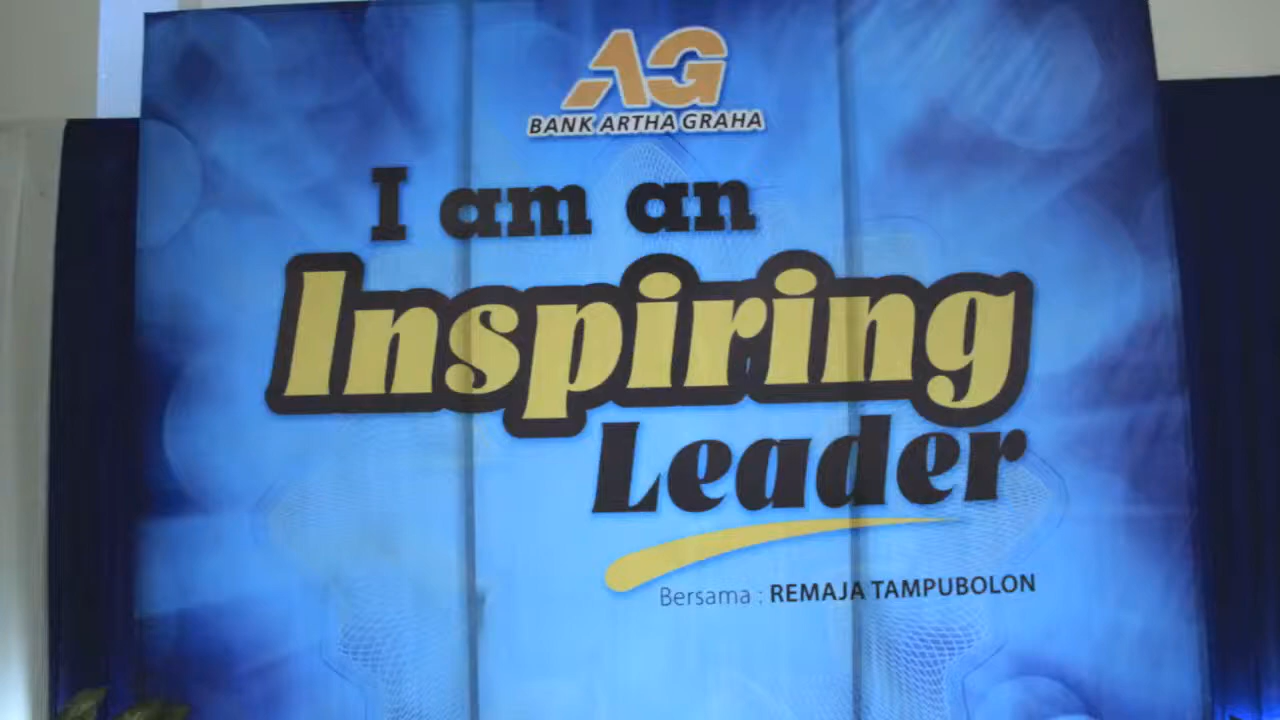 AG
BANK ARTHA GRAHA
I am an
Inspiring
Leader
Bersama : REMAJA TAMPUBOLON